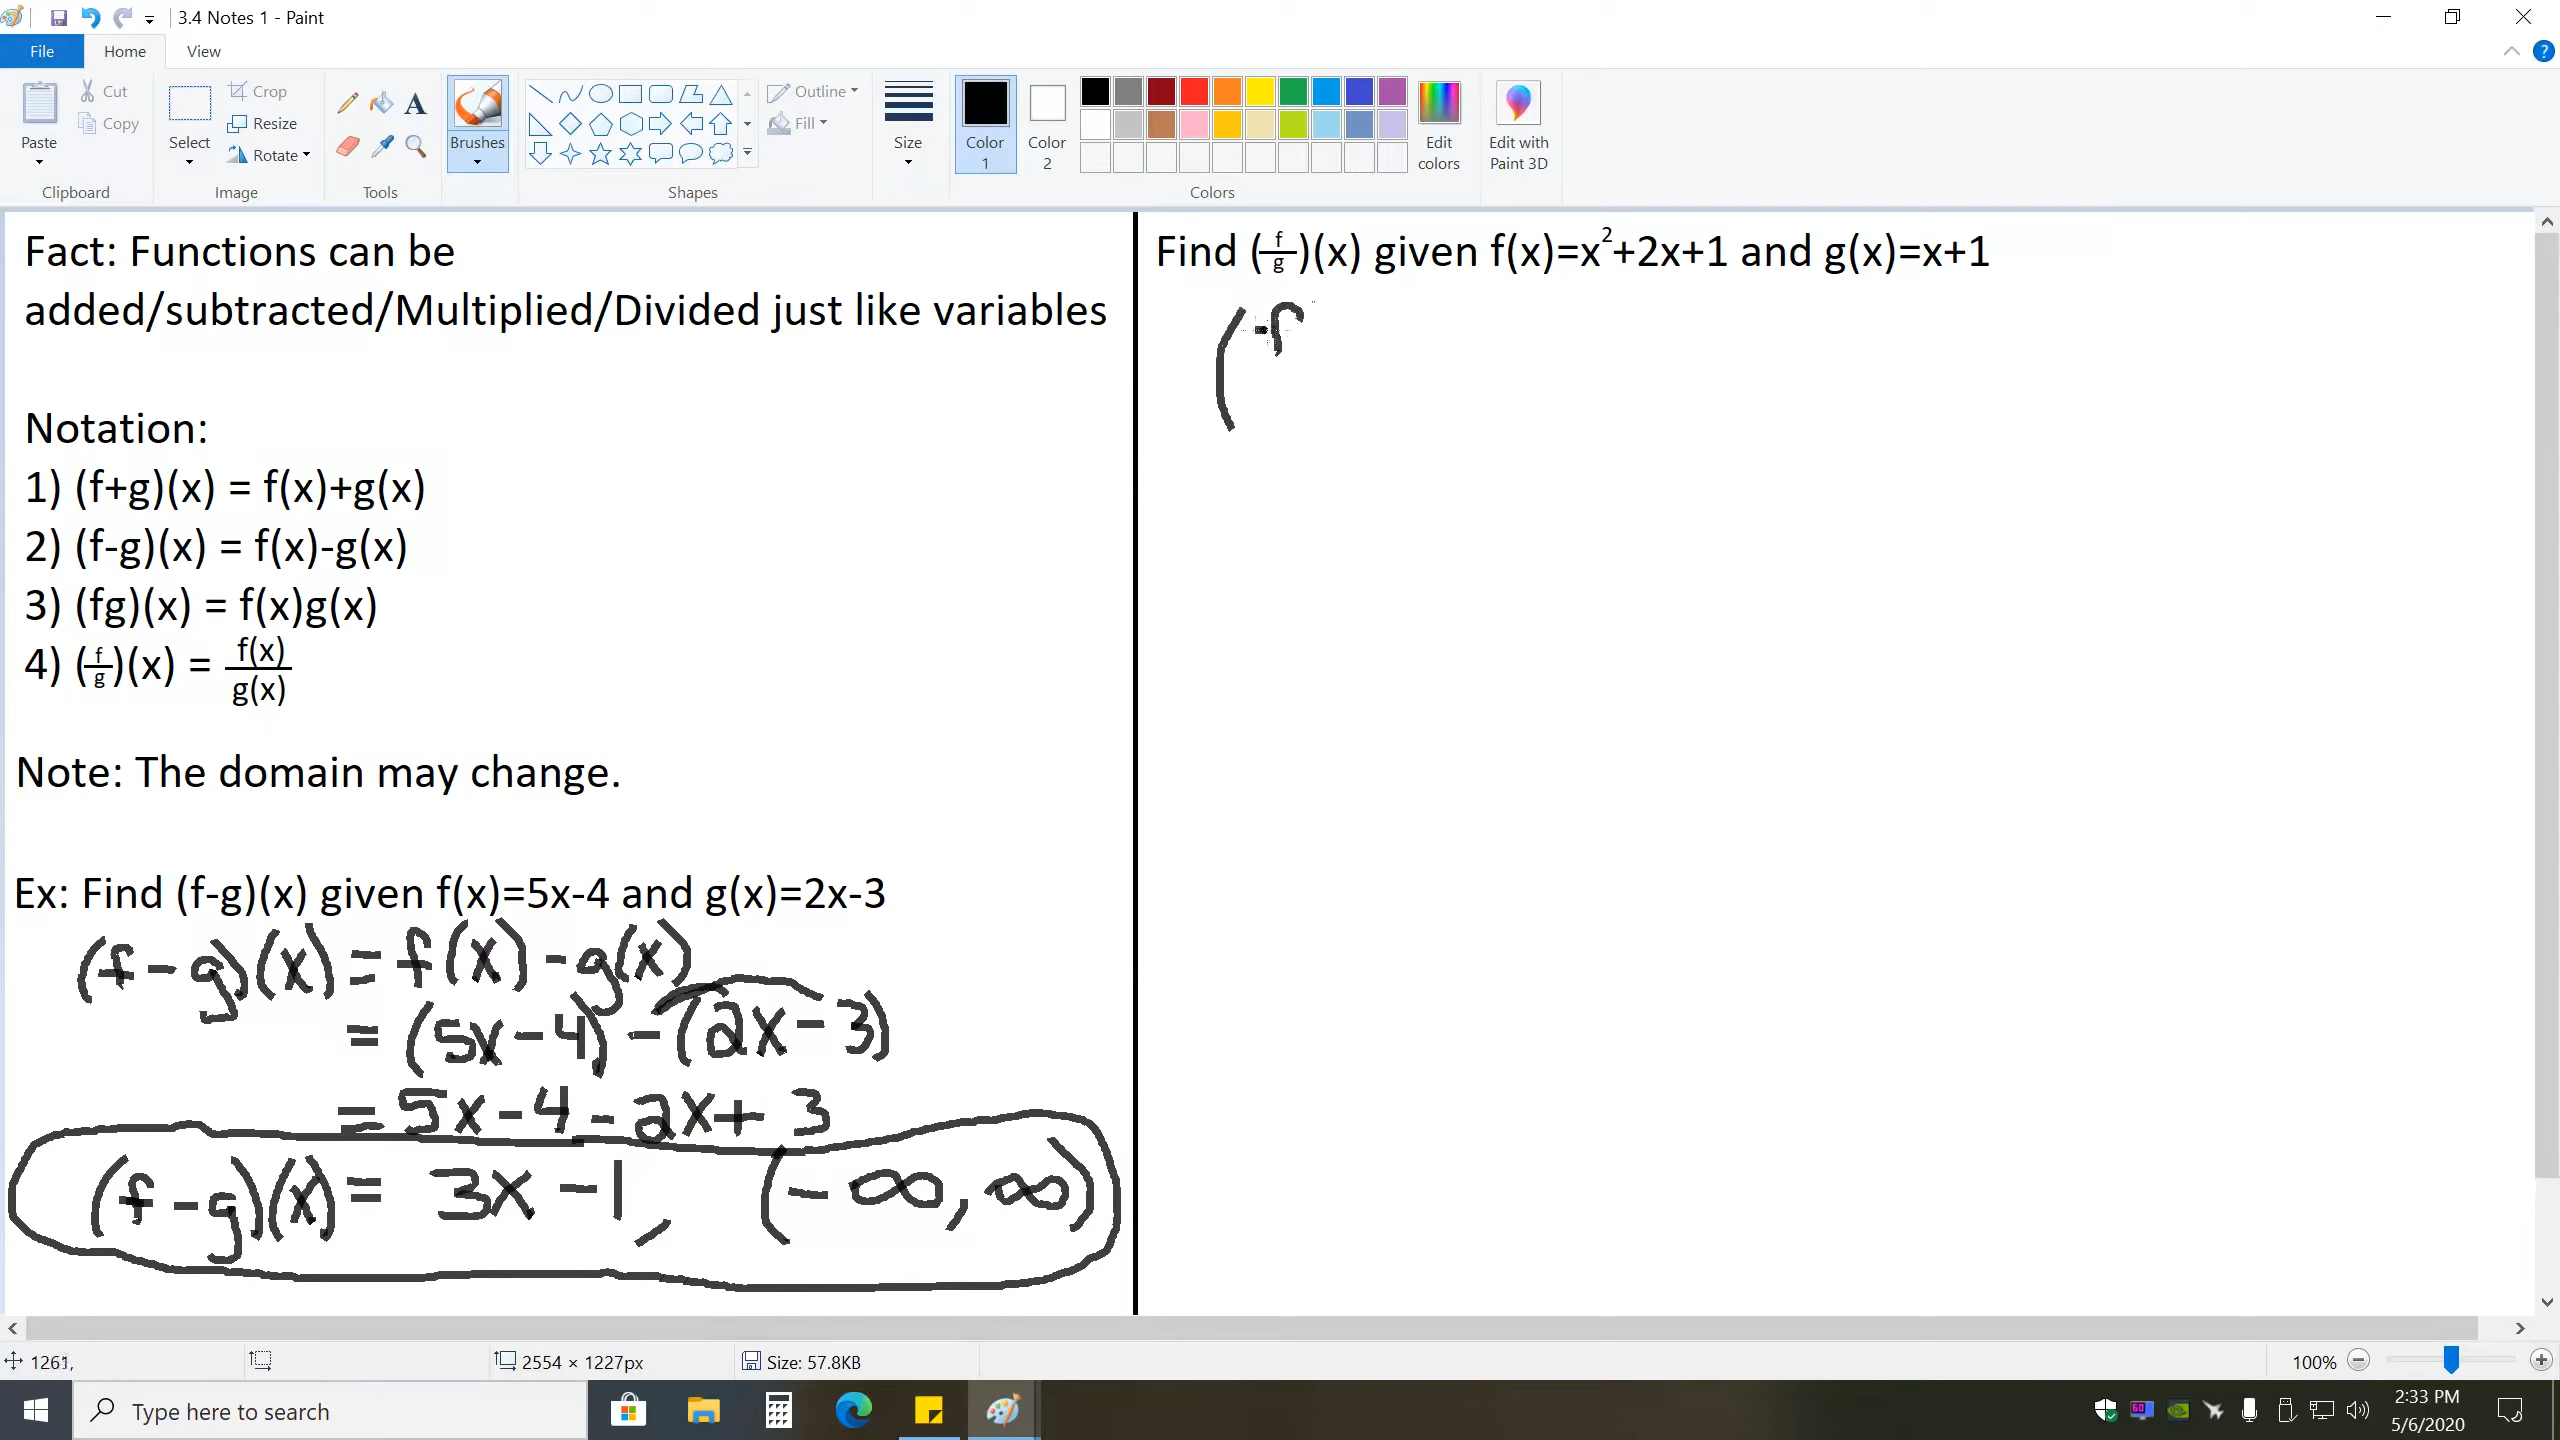 3.4 Notes 1 - Paint
File Home View
Paste
Cut
Copy
Clipboard
Select
Crop
Resize
Rotate
Image
Tools
Brushes
Outline
Fill
Shapes
Size
Color 1
Color 2
Edit colors
Colors
Edit with Paint 3D
Fact: Functions can be
added/subtracted/Multiplied/Divided just like variables
Notation:
1) (f+g)(x) = f(x)+g(x)
2) (f-g)(x) = f(x)-g(x)
3) (fg)(x) = f(x)g(x)
4) (f/g)(x) = f(x)/g(x)
Note: The domain may change.
Ex: Find (f-g)(x) given f(x)=5x-4 and g(x)=2x-3
(f-g)(x) = f(x) - g(x)
= (5x-4) - (2x-3)
= 5x-4-2x+3
(f-g)(x) = 3x-1, (-∞,∞)
Find (f/g)(x) given f(x)=x²+2x+1 and g(x)=x+1
(f
2554 × 1227px
Size: 57.8KB
100%
Type here to search
60
2:33 PM
5/6/2020